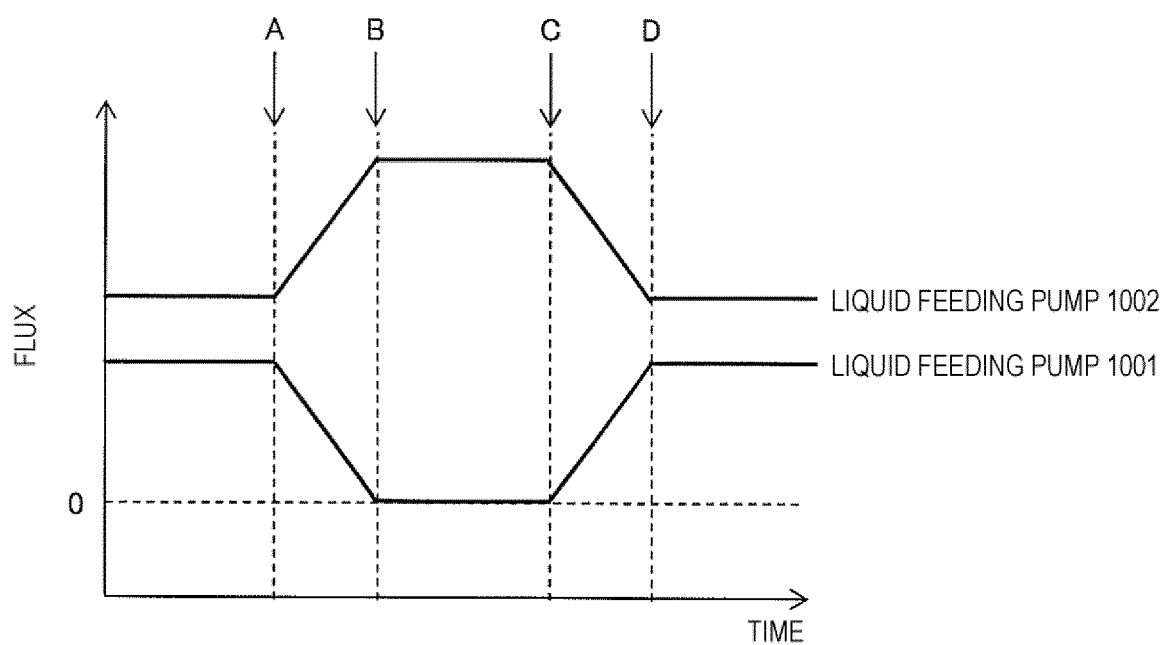 A B C D
FLUX
LIQUID FEEDING PUMP 1002
LIQUID FEEDING PUMP 1001
0
TIME